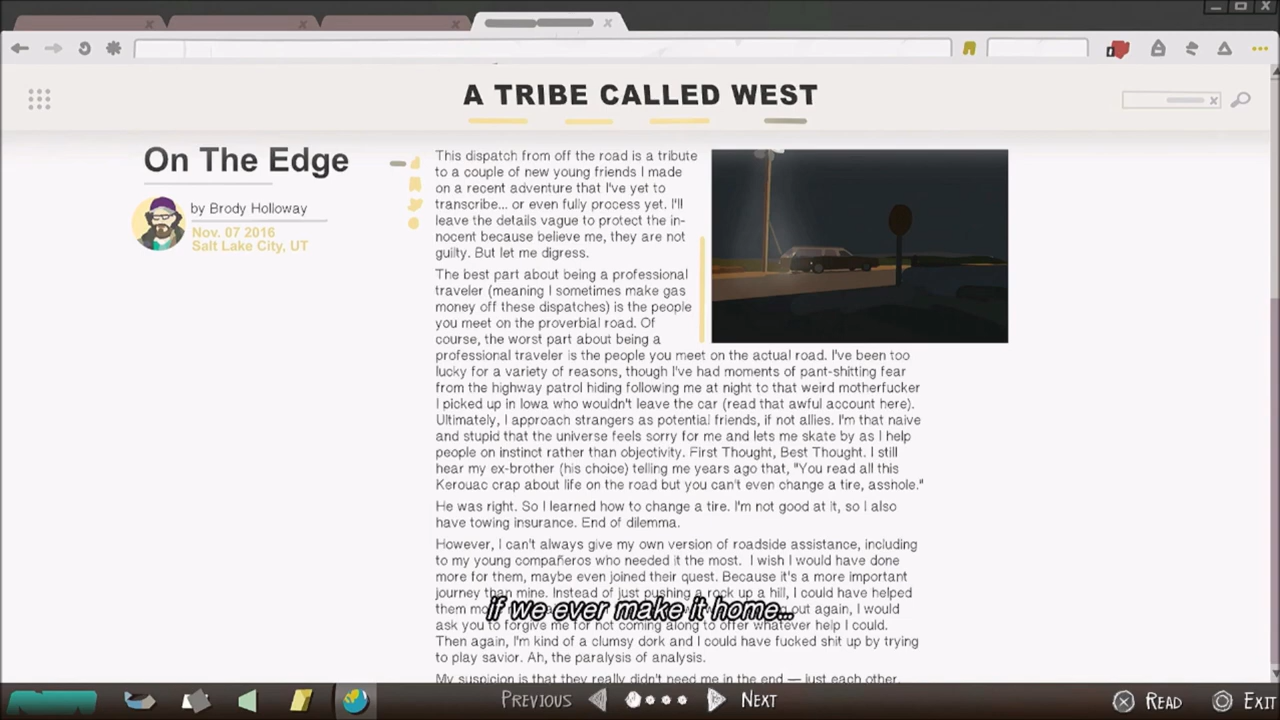 A TRIBE CALLED WEST
On The Edge
by Brody Holloway
Nov. 07 2016
Salt Lake City, UT
This dispatch from off the road is a tribute
to a couple of new young friends I made
on a recent adventure that I've yet to
transcribe... or even fully process yet. I'll
leave the details vague to protect the in-
nocent because believe me, they are not
guilty. But let me digress.
The best part about being a professional
traveler (meaning I sometimes make gas
money off these dispatches) is the people
you meet on the proverbial road. Of
course, the worst part about being a
professional traveler is the people you meet on the actual road. I've been too
lucky for a variety of reasons, though I've had moments of pant-shitting fear
from the highway patrol hiding following me at night to that weird motherfucker
I picked up in Iowa who wouldn't leave the car (read that awful account here).
Ultimately, I approach strangers as potential friends, if not allies. I'm that naive
and stupid that the universe feels sorry for me and lets me skate by as I help
people on instinct rather than objectivity. First Thought, Best Thought. I still
hear my ex-brother (his choice) telling me years ago that, "You read all this
Kerouac crap about life on the road but you can't even change a tire, asshole."
He was right. So I learned how to change a tire. I'm not good at it, so I also
have towing insurance. End of dilemma.
However, I can't always give my own version of roadside assistance, including
to my young compañeros who needed it the most. I wish I would have done
more for them, maybe even joined their quest. Because it's a more important
journey than mine. Instead of just pushing a rock up a hill, I could have helped
them out again, I would
if we ever make it home...
ask you to forgive me for not coming along to offer whatever help I could.
Then again, I'm kind of a clumsy dork and I could have fucked shit up by trying
to play savior. Ah, the paralysis of analysis.
My suspicion is that they really didn't need me in the end — just each other.
PREVIOUS
NEXT
READ
EXIT